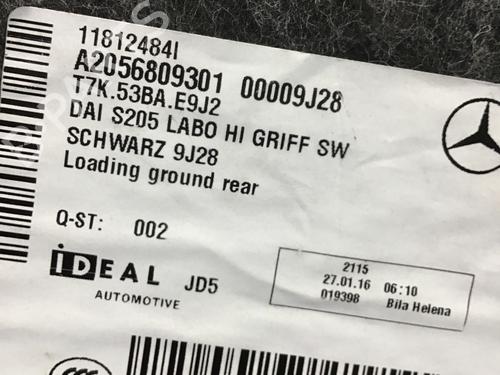 11812484I
A2056809301 00009J28
T7K.53BA.E9J2
DAI S205 LABO HI GRIFF SW
SCHWARZ 9J28
Loading ground rear
Q-ST: 002
iDEAL JD5
AUTOMOTIVE
2115
27.01.16 06:10
019398 Bila Helena